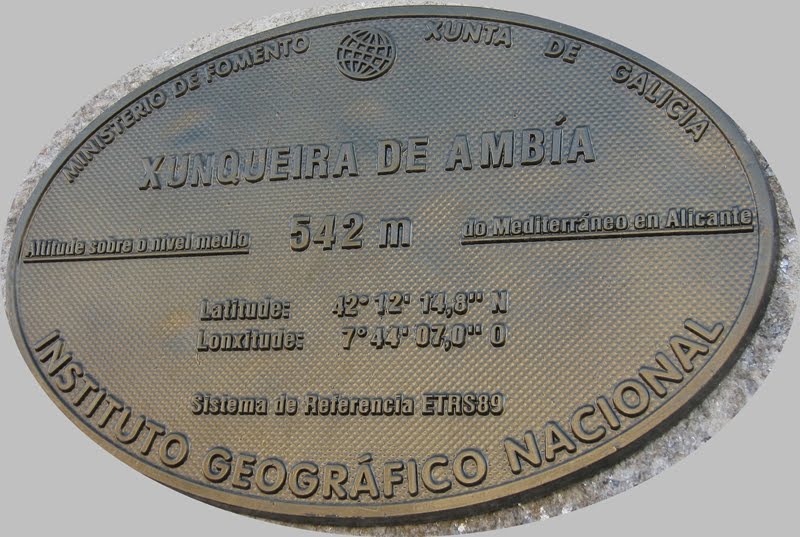 MINISTERIO DE FOMENTO
XUNTA DE GALICIA
XUNQUEIRA DE AMBÍA
Altitude sobre o nivel medio 542 m do Mediterráneo en Alicante
Latitude: 42° 12' 14,8" N
Lonxitude: 7° 44' 07,0" O
Sistema de Referencia ETRS89
INSTITUTO GEOGRÁFICO NACIONAL